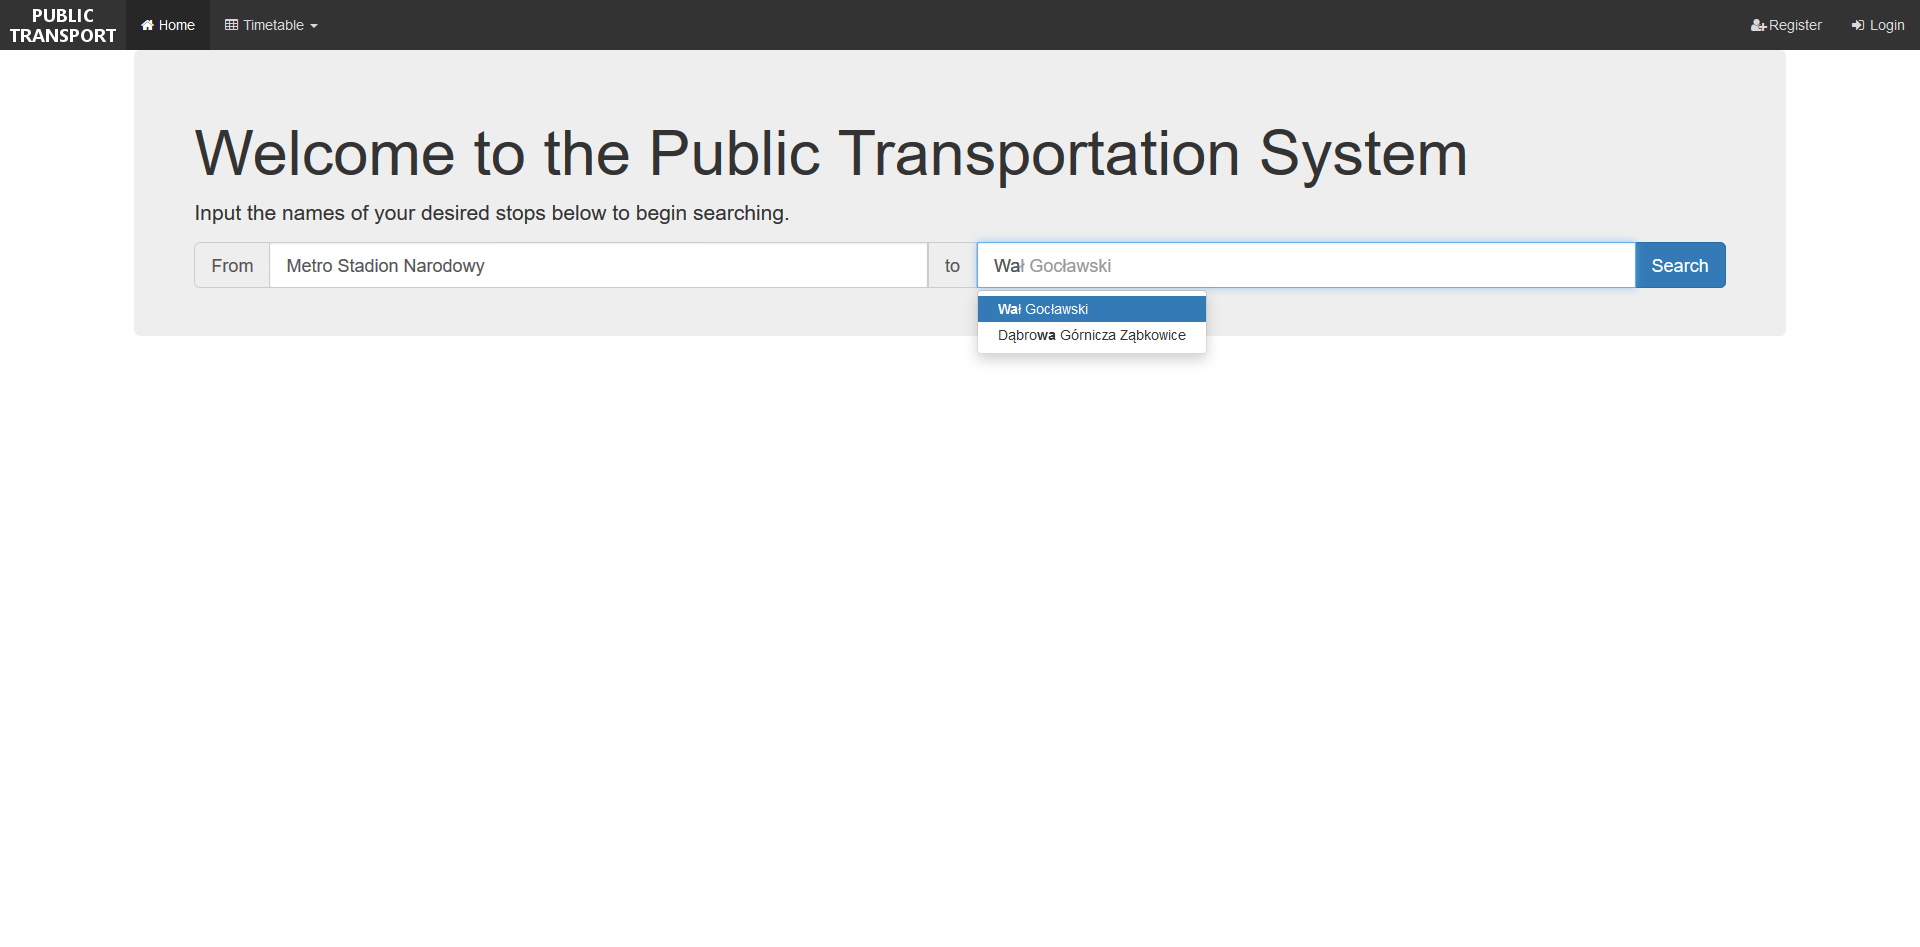 PUBLIC
TRANSPORT
Home
Timetable
Register
Login
Welcome to the Public Transportation System
Input the names of your desired stops below to begin searching.
From
Metro Stadion Narodowy
to
Wał Gocławski
Search
Wał Gocławski
Dąbrowa Górnicza Ząbkowice